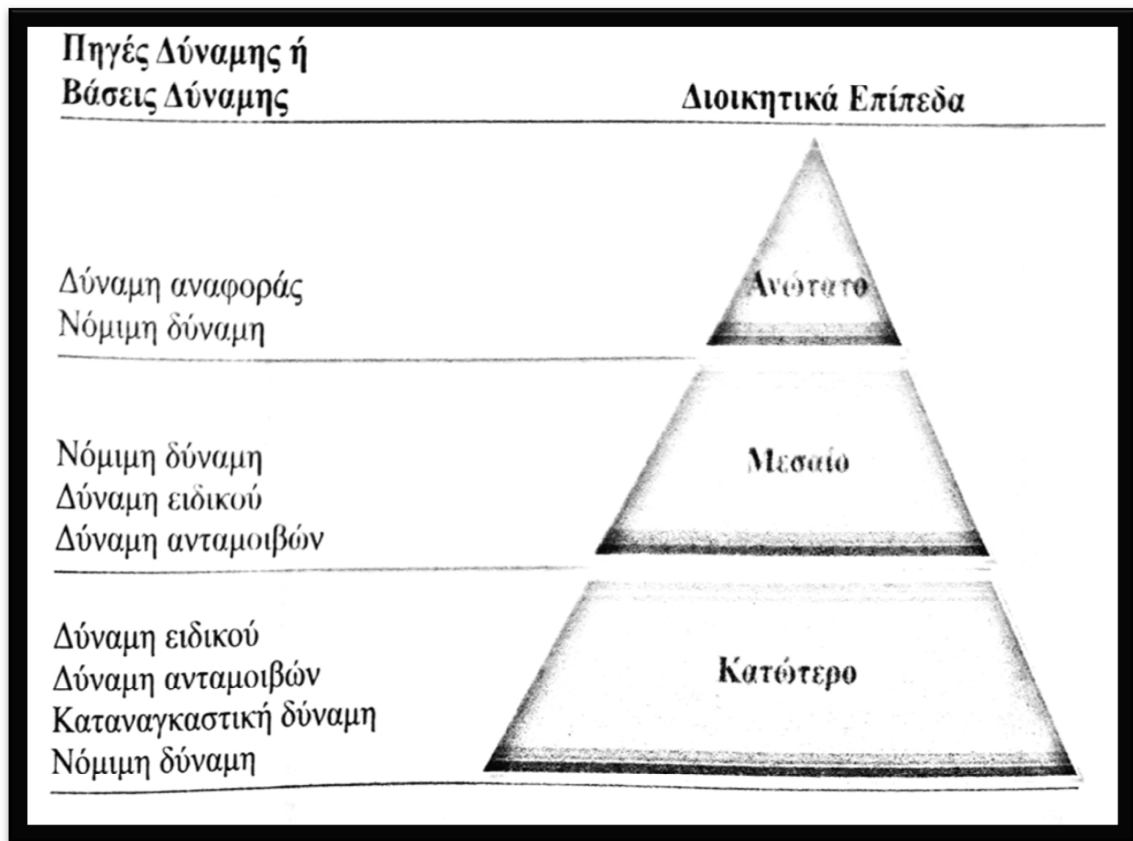 Πηγές Δύναμης ή
Βάσεις Δύναμης
Διοικητικά Επίπεδα
Δύναμη αναφοράς
Νόμιμη δύναμη
Ανώτατο
Νόμιμη δύναμη
Δύναμη ειδικού
Δύναμη ανταμοιβών
Μεσαίο
Δύναμη ειδικού
Δύναμη ανταμοιβών
Καταναγκαστική δύναμη
Νόμιμη δύναμη
Κατώτερο